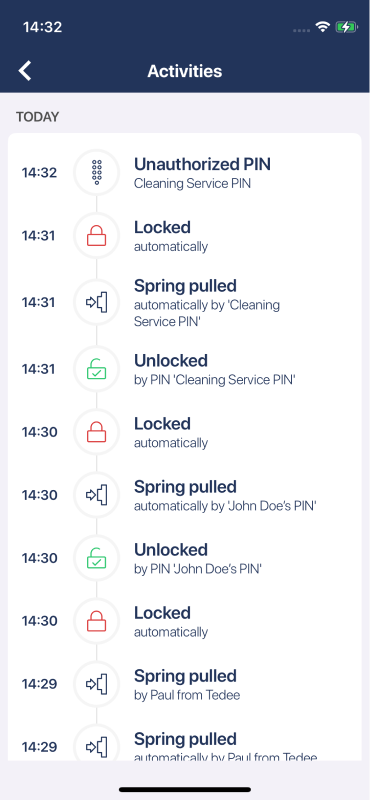 14:32
Activities
TODAY
14:32
Unauthorized PIN
Cleaning Service PIN
14:31
Locked
automatically
14:31
Spring pulled
automatically by 'Cleaning
Service PIN'
14:31
Unlocked
by PIN 'Cleaning Service PIN'
14:30
Locked
automatically
14:30
Spring pulled
automatically by 'John Doe’s PIN'
14:30
Unlocked
by PIN 'John Doe’s PIN'
14:30
Locked
automatically
14:29
Spring pulled
by Paul from Tedee
14:29
Spring pulled
automatically by Paul from Tedee